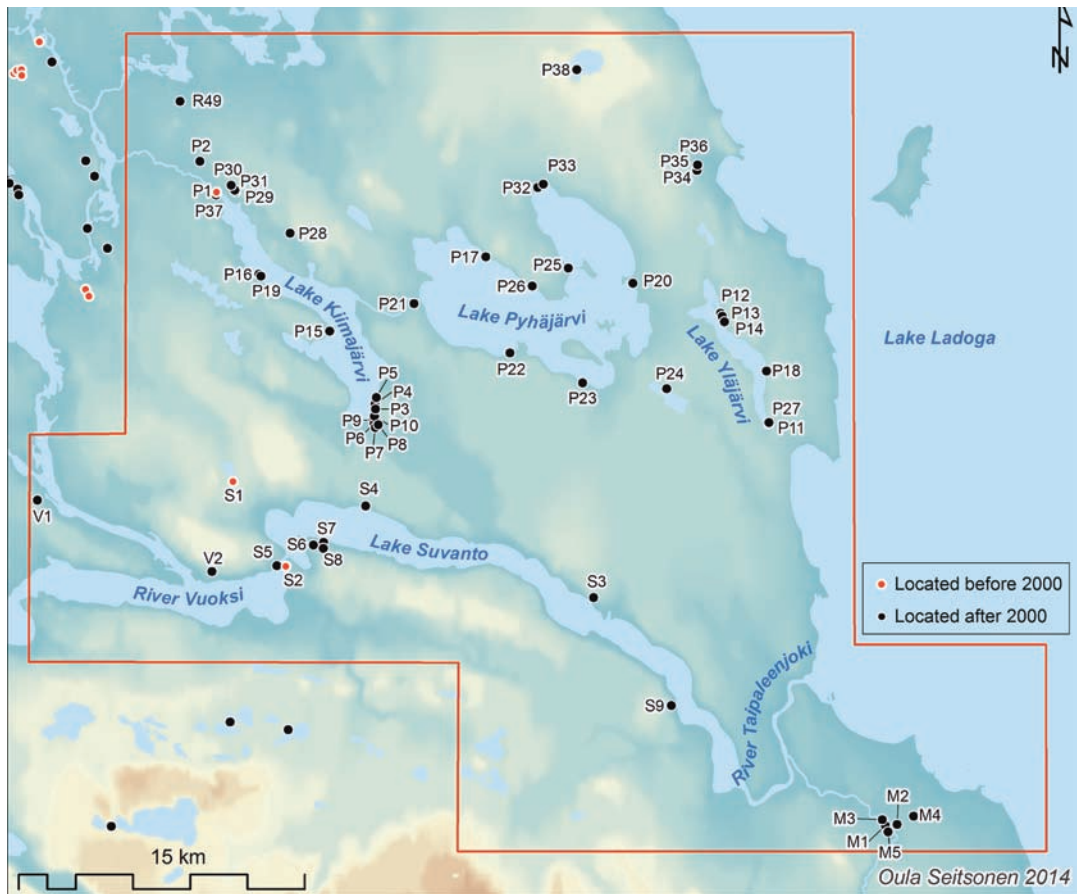 N
P38
R49
P2
P36
P35
P34
P33
P32
P30
P31
P1
P29
P37
P28
P17
P25
P16
P26
P20
P19
Lake Kiimajärvi
P21
Lake Pyhäjärvi
P12
P13
P14
P15
Lake Yläjärvi
Lake Ladoga
P22
P5
P4
P23
P24
P18
P3
P9
P10
P27
P6
P8
P11
P7
S1
V1
S4
S7
S6
Lake Suvanto
S8
V2
S5
S2
River Vuoksi
S3
Located before 2000
Located after 2000
River Taipaleenjoki
S9
M2
M3
M4
M1
M5
15 km
Oula Seitsonen 2014